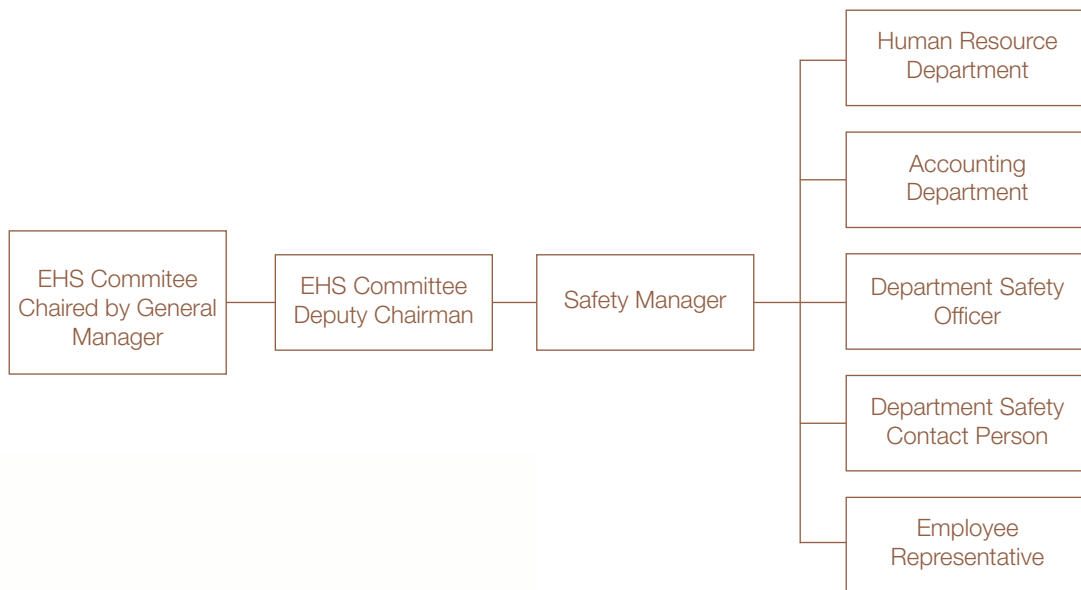 EHS Commitee
Chaired by General
Manager
EHS Committee
Deputy Chairman
Safety Manager
Human Resource
Department
Accounting
Department
Department Safety
Officer
Department Safety
Contact Person
Employee
Representative